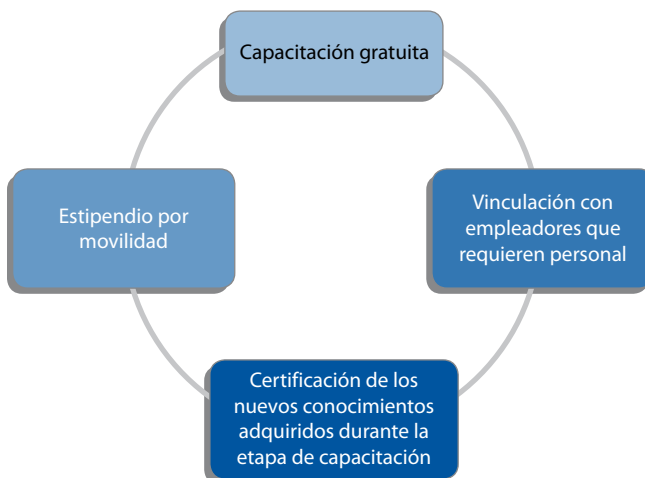 Capacitación gratuita
Estipendio por
movilidad
Vinculación con
empleadores que
requieren personal
Certificación de los
nuevos conocimientos
adquiridos durante la
etapa de capacitación